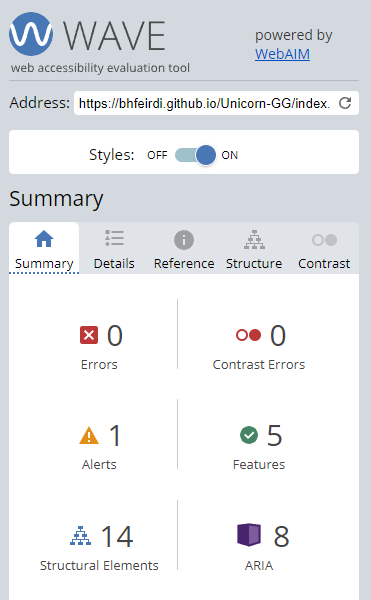 WAVE
web accessibility evaluation tool
powered by
WebAIM
Address: https://bhfeirdi.github.io/Unicorn-GG/index.
Styles: OFF ON
Summary
Summary Details Reference Structure Contrast
0 0
Errors Contrast Errors
1 5
Alerts Features
14 8
Structural Elements ARIA